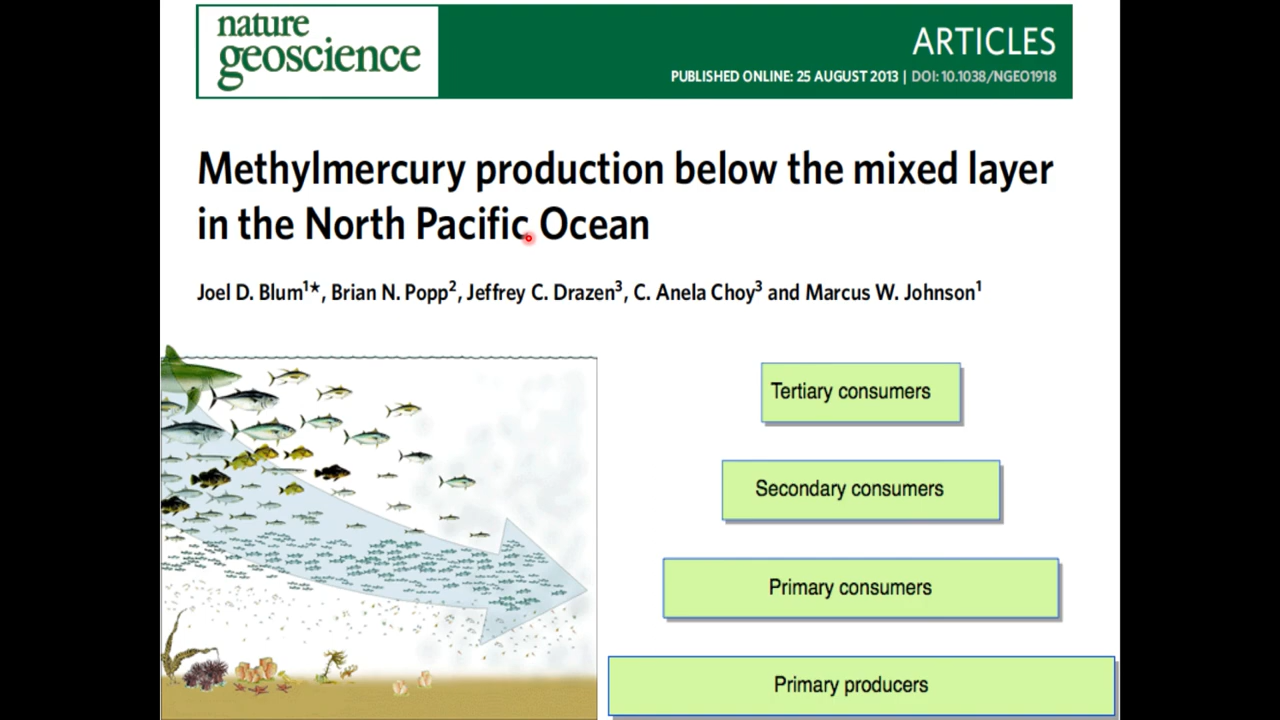 nature
geoscience
ARTICLES
PUBLISHED ONLINE: 25 AUGUST 2013 | DOI: 10.1038/NGEO1918
Methylmercury production below the mixed layer
in the North Pacific Ocean
Joel D. Blum1*, Brian N. Popp2, Jeffrey C. Drazen3, C. Anela Choy3 and Marcus W. Johnson1
Tertiary consumers
Secondary consumers
Primary consumers
Primary producers